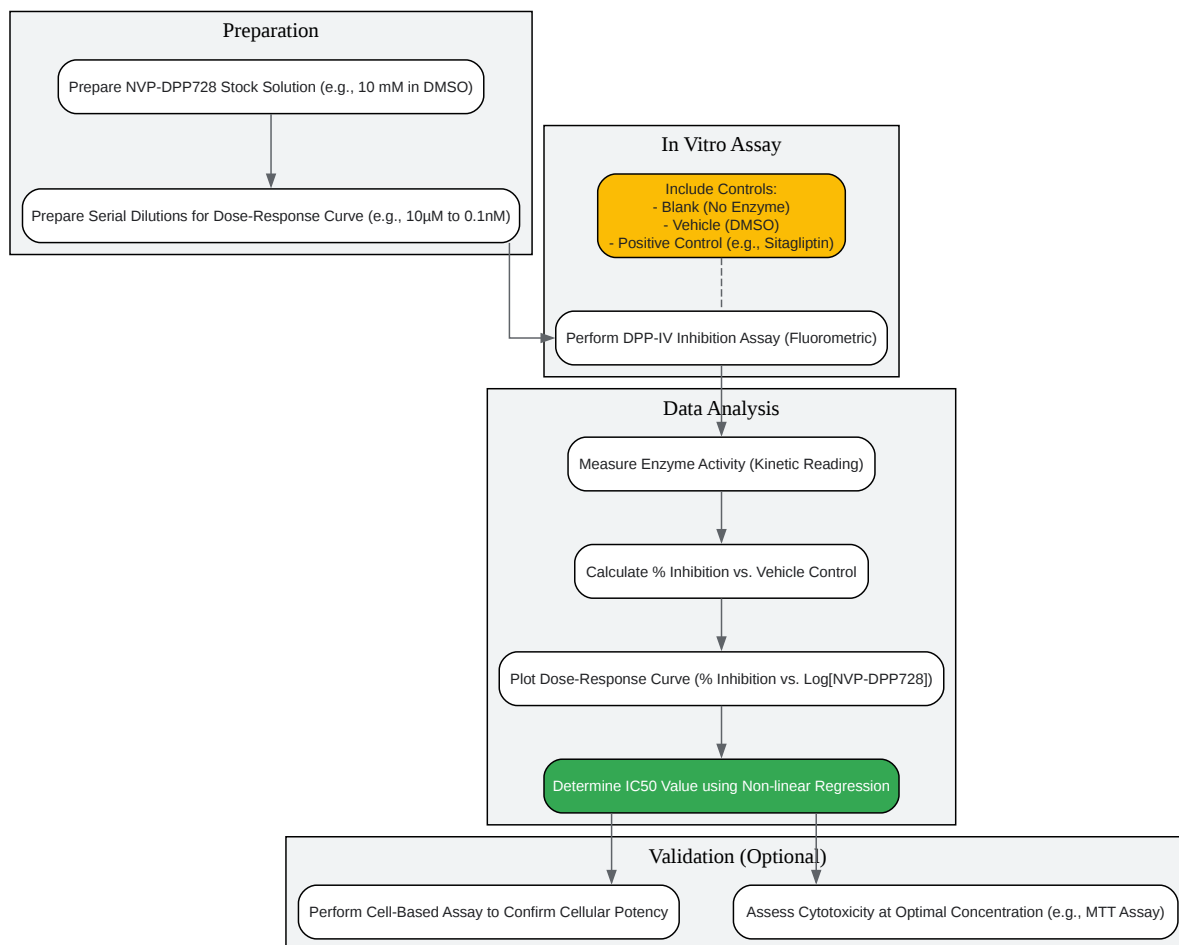 Preparation
Prepare NVP-DPP728 Stock Solution (e.g., 10 mM in DMSO)
Prepare Serial Dilutions for Dose-Response Curve (e.g., 10µM to 0.1nM)
In Vitro Assay
Include Controls:
- Blank (No Enzyme)
- Vehicle (DMSO)
- Positive Control (e.g., Sitagliptin)
Perform DPP-IV Inhibition Assay (Fluorometric)
Data Analysis
Measure Enzyme Activity (Kinetic Reading)
Calculate % Inhibition vs. Vehicle Control
Plot Dose-Response Curve (% Inhibition vs. Log[NVP-DPP728])
Determine IC50 Value using Non-linear Regression
Validation (Optional)
Perform Cell-Based Assay to Confirm Cellular Potency
Assess Cytotoxicity at Optimal Concentration (e.g., MTT Assay)